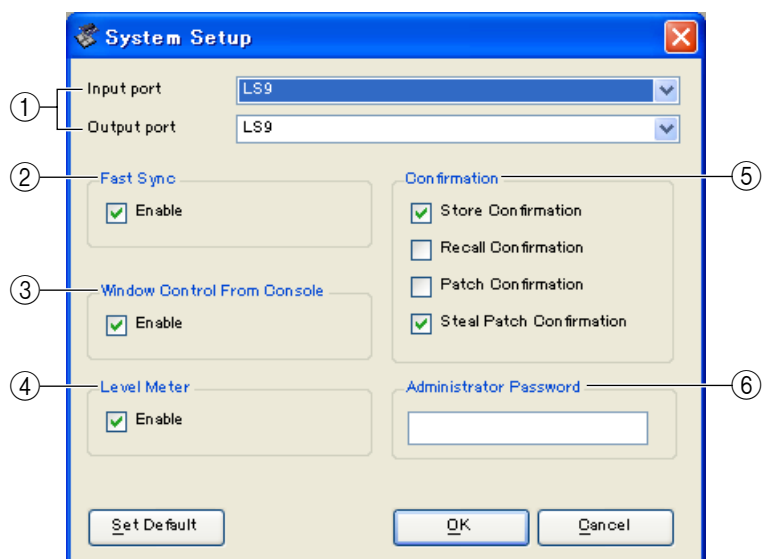 System Setup
① Input port LS9
Output port LS9
② Fast Sync
Enable
③ Window Control From Console
Enable
④ Level Meter
Enable
Confirmation ⑤
Store Confirmation
Recall Confirmation
Patch Confirmation
Steal Patch Confirmation
Administrator Password ⑥
Set Default OK Cancel